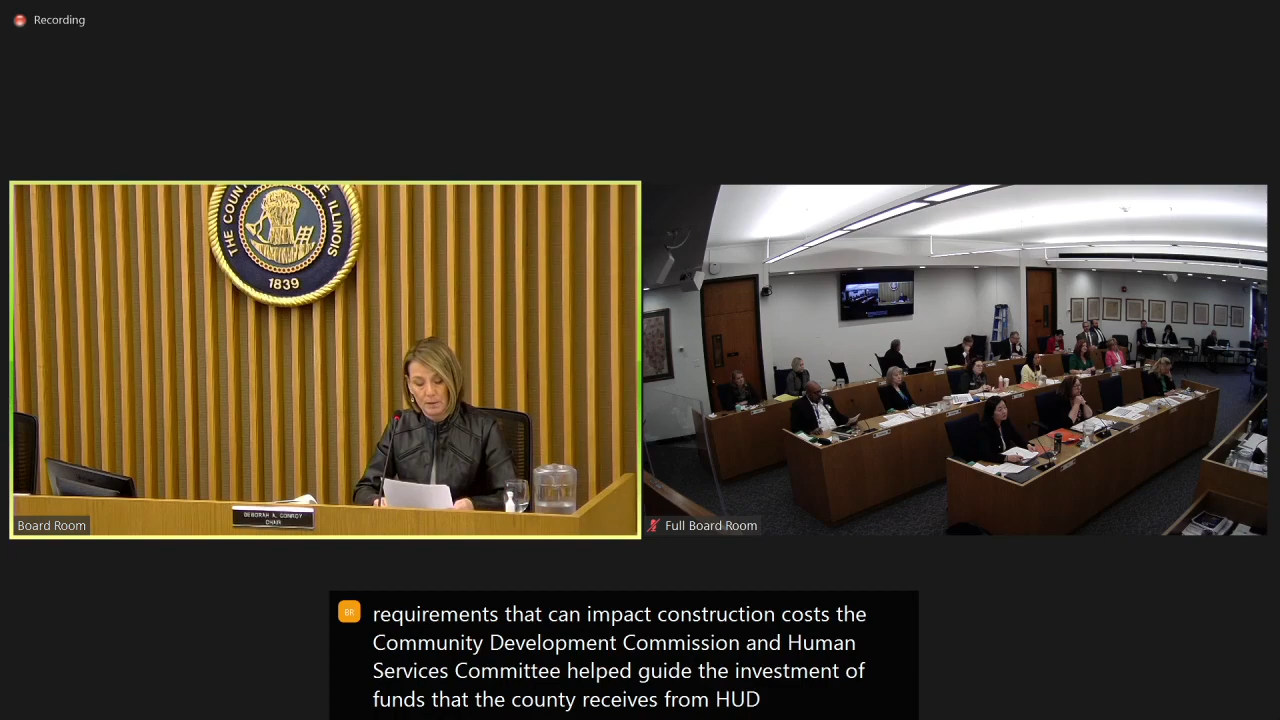 Recording
THE COUN
E, ILLINOIS
1839
DEBORAH A. CONROY
CHAIR
Board Room
Full Board Room
BR
requirements that can impact construction costs the
Community Development Commission and Human
Services Committee helped guide the investment of
funds that the county receives from HUD